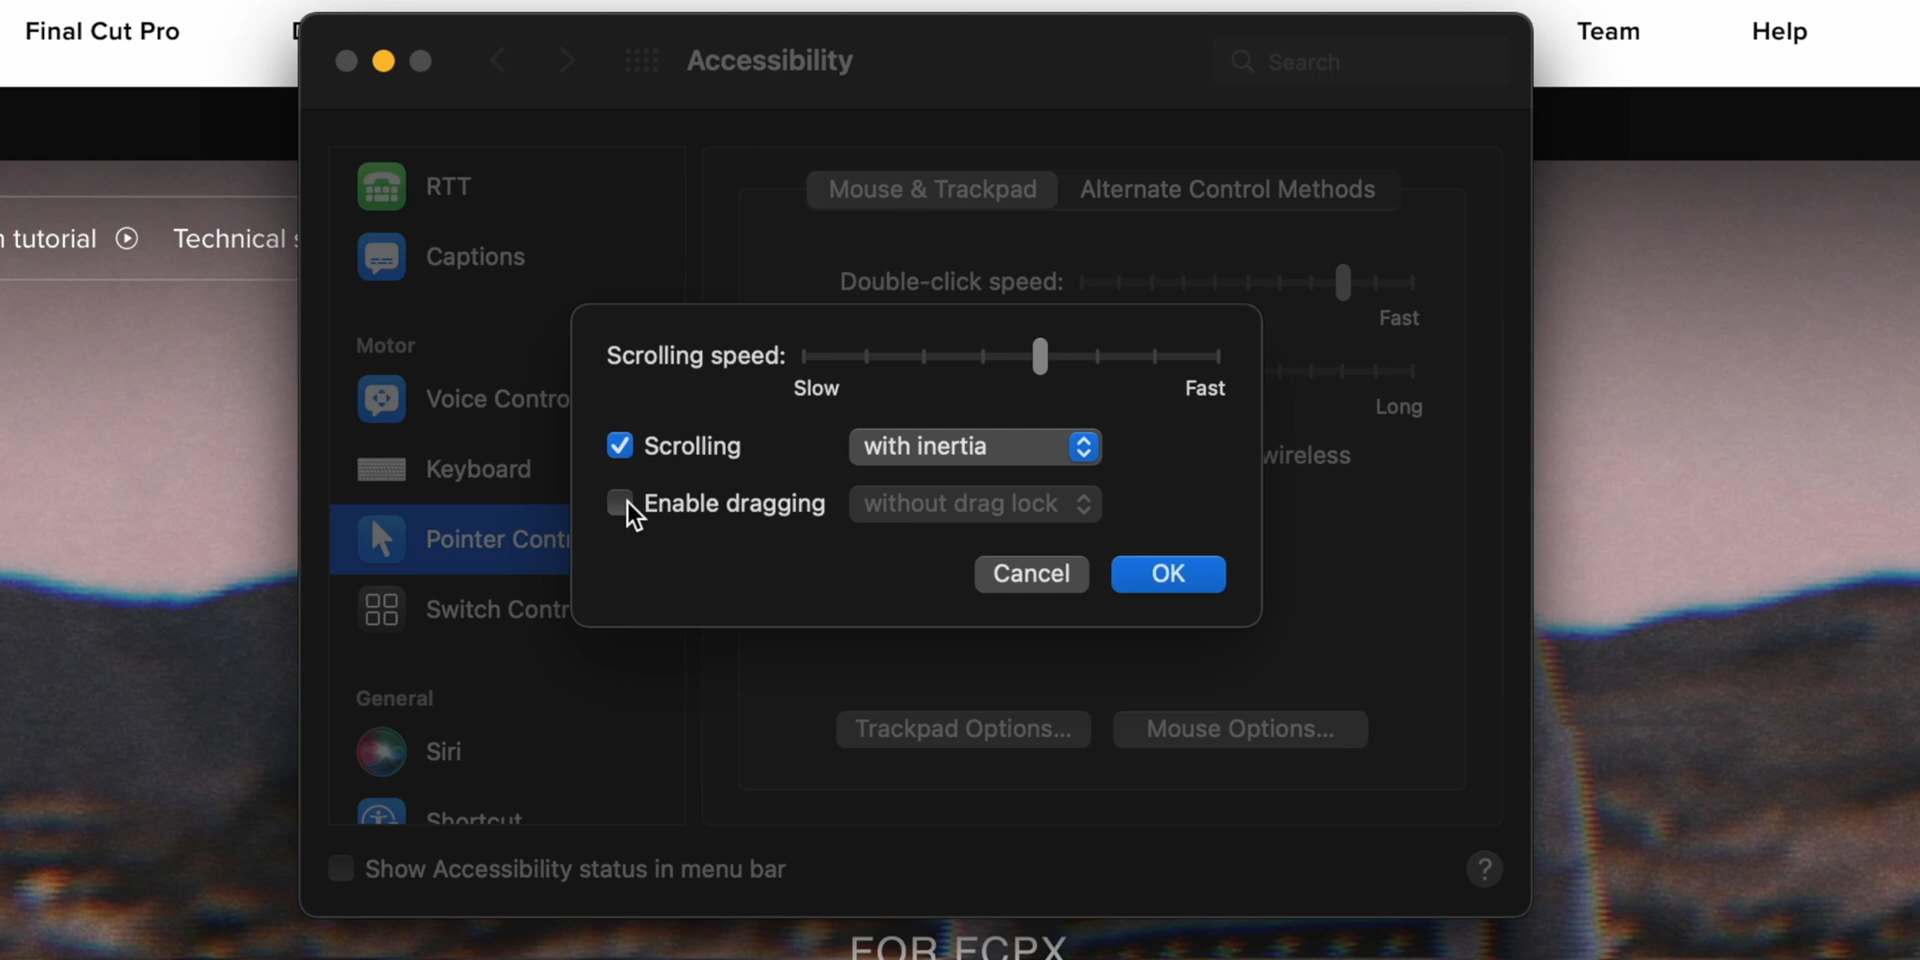 Final Cut Pro
Team
Help
Accessibility
Search
n tutorial
Technical s
RTT
Captions
Motor
Voice Contro
Keyboard
Pointer Contr
Switch Contr
General
Siri
Shortcut
Mouse & Trackpad
Alternate Control Methods
Double-click speed:
Fast
Long
wireless
Scrolling speed:
Slow
Fast
Scrolling
with inertia
Enable dragging
without drag lock
Cancel
OK
Trackpad Options...
Mouse Options...
Show Accessibility status in menu bar
?
FOR FCPX